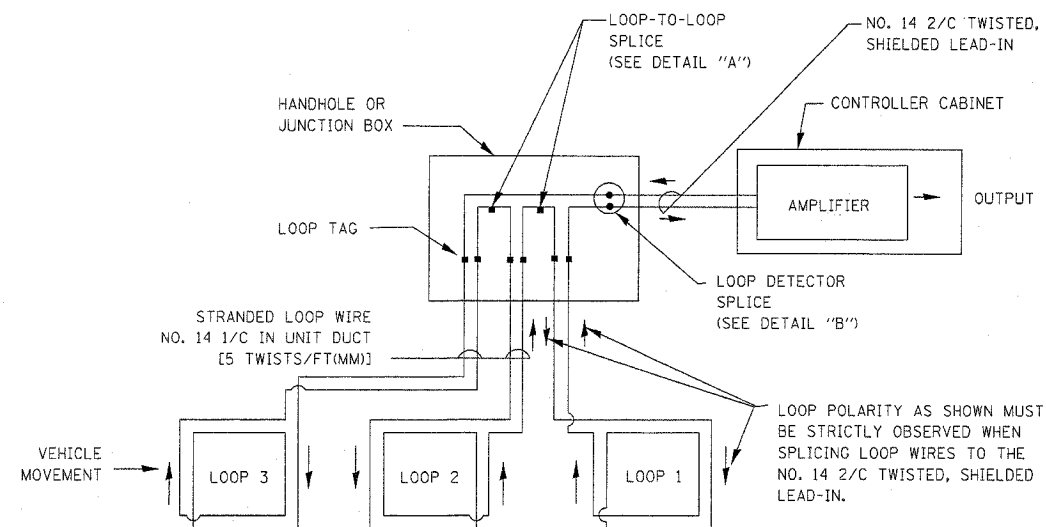 LOOP-TO-LOOP
SPLICE
(SEE DETAIL "A")
NO. 14 2/C TWISTED,
SHIELDED LEAD-IN
HANDHOLE OR
JUNCTION BOX
CONTROLLER CABINET
AMPLIFIER
OUTPUT
LOOP TAG
LOOP DETECTOR
SPLICE
(SEE DETAIL "B")
STRANDED LOOP WIRE
NO. 14 1/C IN UNIT DUCT
[5 TWISTS/FT(MM)]
LOOP POLARITY AS SHOWN MUST
BE STRICTLY OBSERVED WHEN
SPLICING LOOP WIRES TO THE
NO. 14 2/C TWISTED, SHIELDED
LEAD-IN.
VEHICLE
MOVEMENT
LOOP 3
LOOP 2
LOOP 1